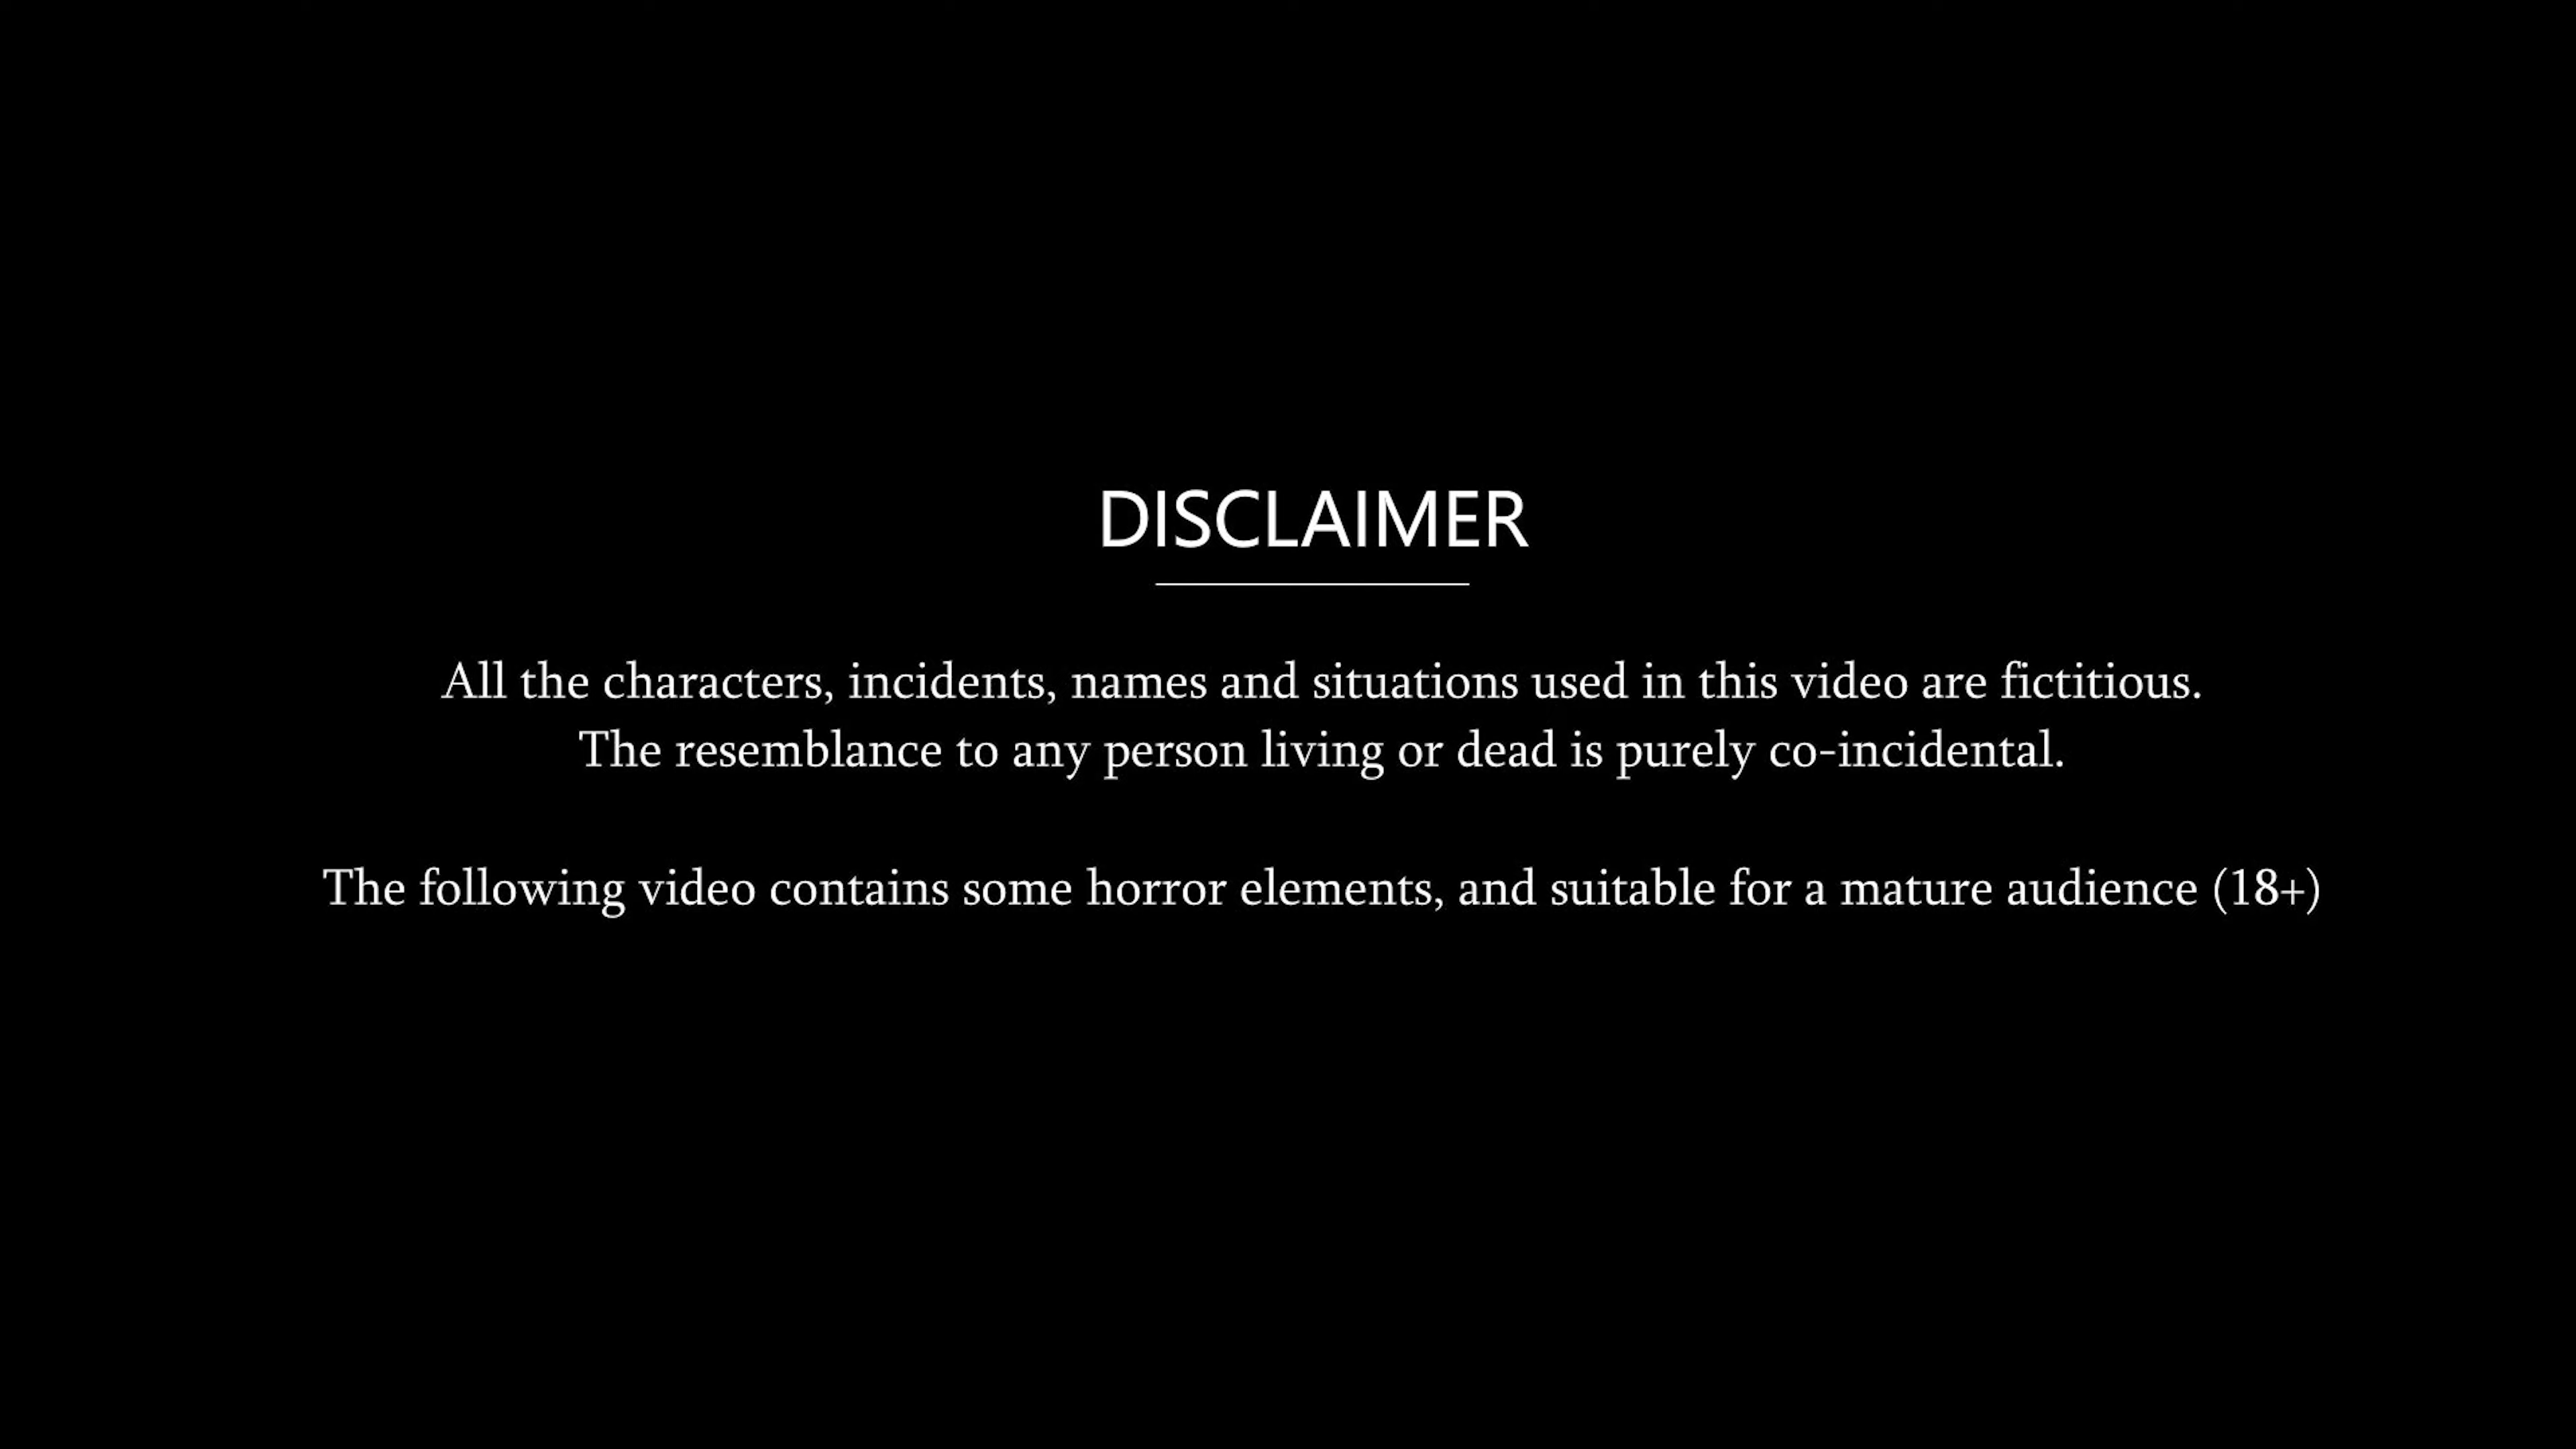 DISCLAIMER
All the characters, incidents, names and situations used in this video are fictitious.
The resemblance to any person living or dead is purely co-incidental.
The following video contains some horror elements, and suitable for a mature audience (18+)